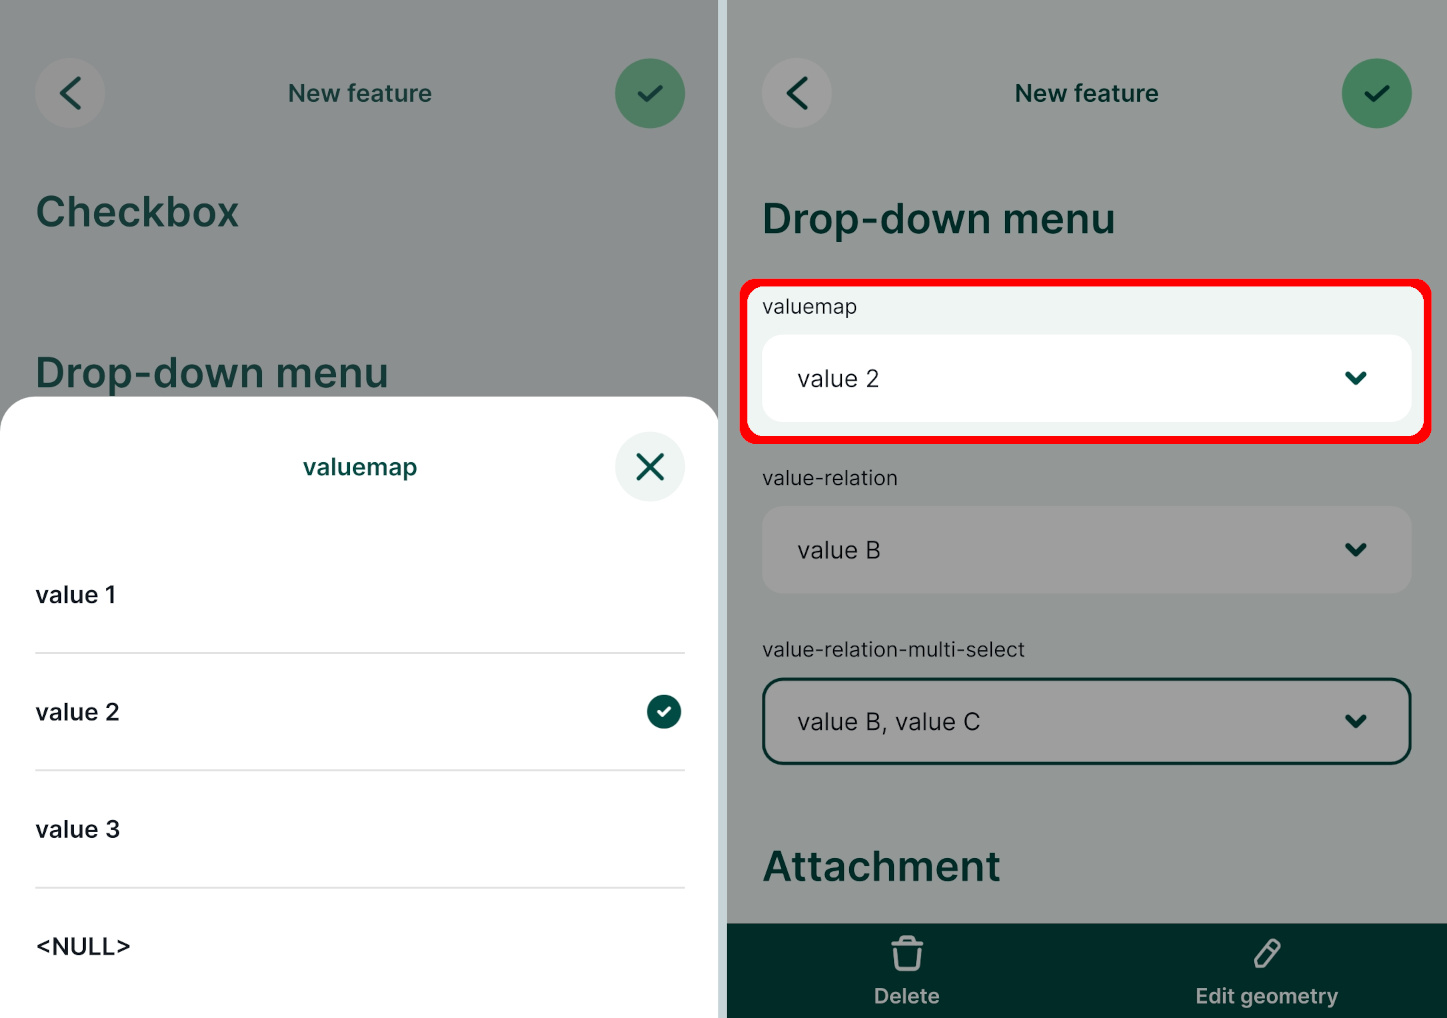 New feature
Checkbox
Drop-down menu
valuemap
value 1
value 2
value 3
<NULL>
New feature
Drop-down menu
valuemap
value 2
value-relation
value B
value-relation-multi-select
value B, value C
Attachment
Delete
Edit geometry